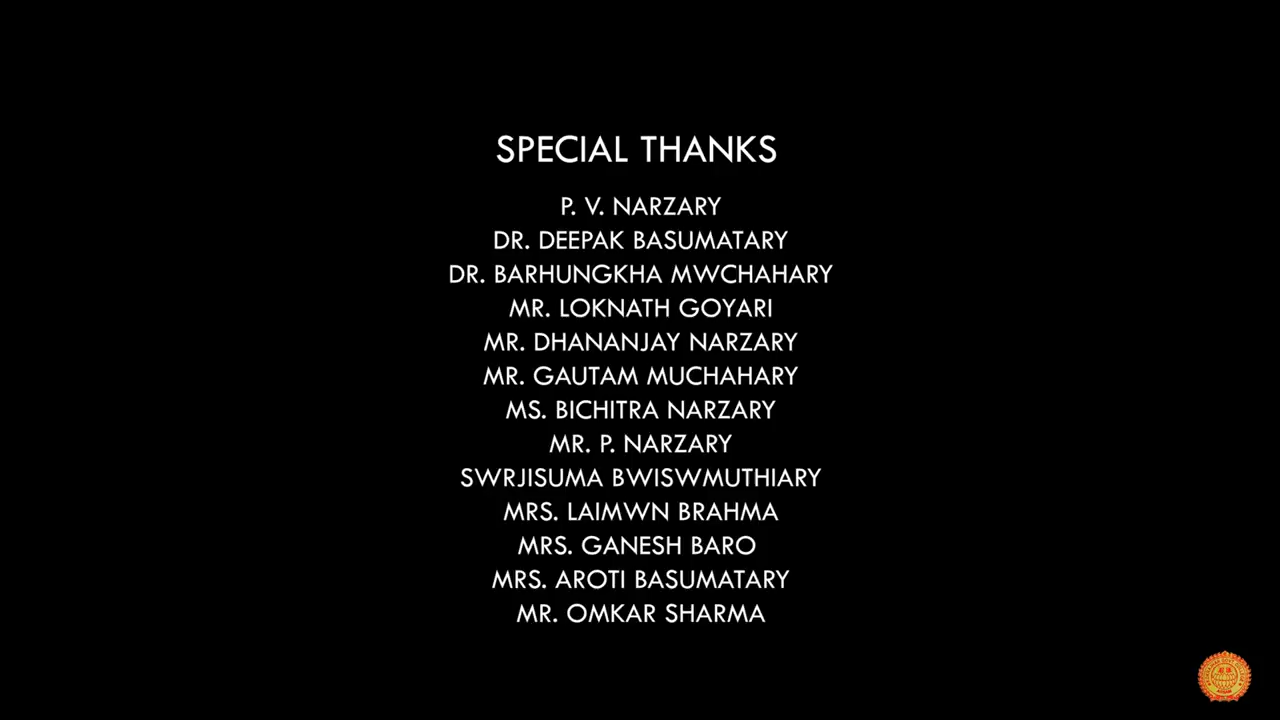 SPECIAL THANKS
P. V. NARZARY
DR. DEEPAK BASUMATARY
DR. BARHUNGKHA MWCHAHARY
MR. LOKNATH GOYARI
MR. DHANANJAY NARZARY
MR. GAUTAM MUCHAHARY
MS. BICHITRA NARZARY
MR. P. NARZARY
SWRJISUMA BWISWMUTHIARY
MRS. LAIMWN BRAHMA
MRS. GANESH BARO
MRS. AROTI BASUMATARY
MR. OMKAR SHARMA